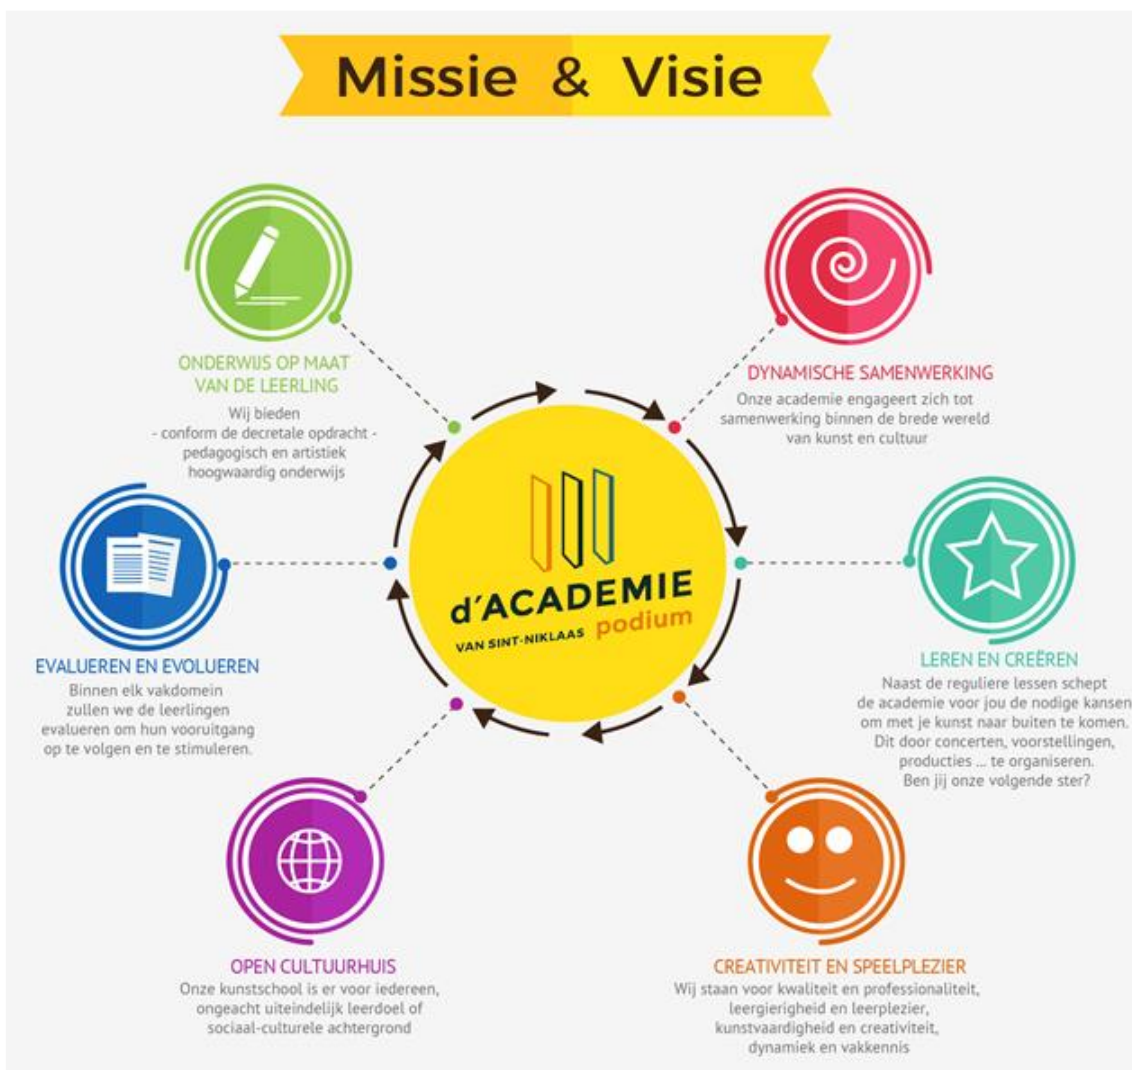 Missie & Visie
ONDERWIJS OP MAAT
VAN DE LEERLING
Wij bieden
- conform de decretale opdracht -
pedagogisch en artistiek
hoogwaardig onderwijs
DYNAMISCHE SAMENWERKING
Onze academie engageert zich tot
samenwerking binnen de brede wereld
van kunst en cultuur
d'ACADEMIE
VAN SINT-NIKLAAS podium
EVALUEREN EN EVOLUEREN
Binnen elk vakdomein
zullen we de leerlingen
evalueren om hun vooruitgang
op te volgen en te stimuleren.
LEREN EN CREËREN
Naast de reguliere lessen schept
de academie voor jou de nodige kansen
om met je kunst naar buiten te komen.
Dit door concerten, voorstellingen,
producties ... te organiseren.
Ben jij onze volgende ster?
OPEN CULTUURHUIS
Onze kunstschool is er voor iedereen,
ongeacht uiteindelijk leerdoel of
sociaal-culturele achtergrond
CREATIVITEIT EN SPEELPLEZIER
Wij staan voor kwaliteit en professionaliteit,
leergierigheid en leerplezier,
kunstvaardigheid en creativiteit,
dynamiek en vakkennis